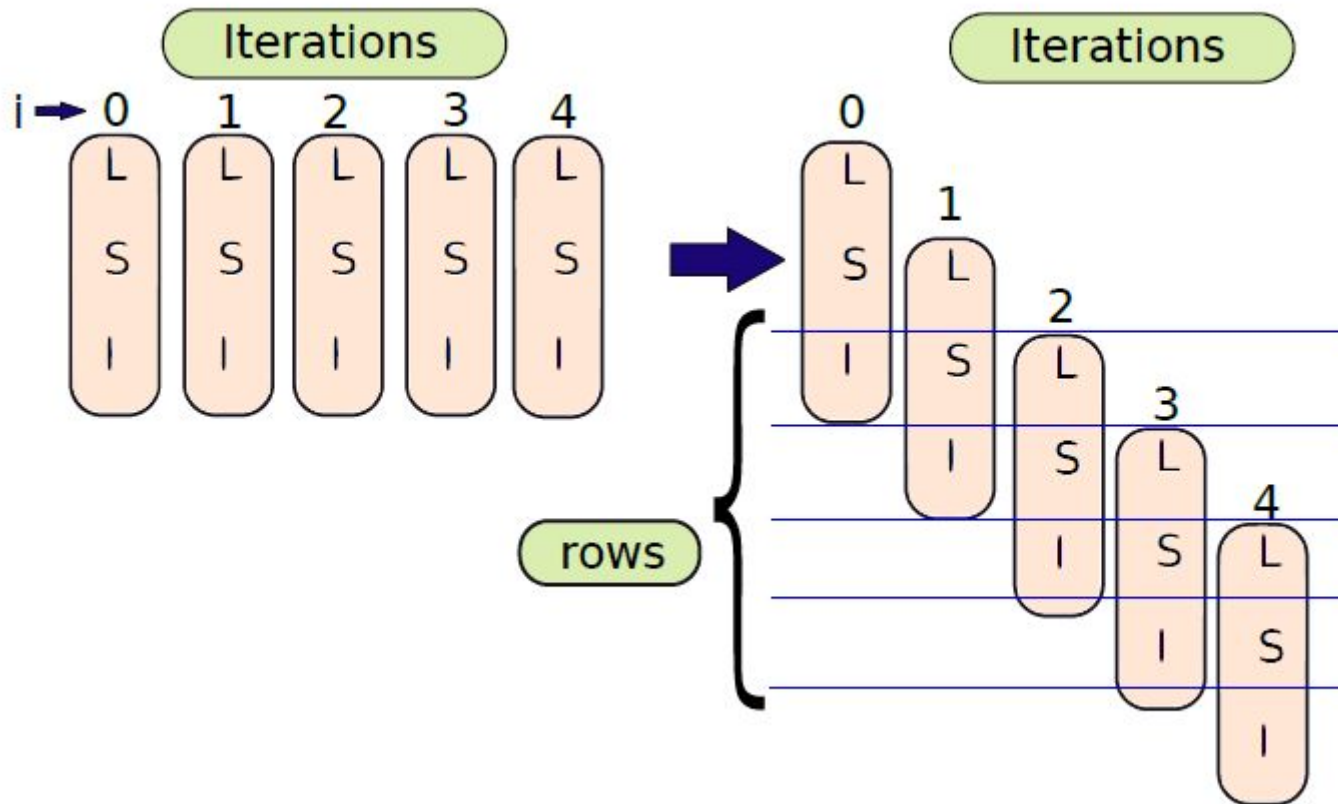 Iterations
i 0 1 2 3 4
L L L L L
S S S S S
I I I I I
Iterations
0
L
1
S L
2
I S L
3
I S L
4
rows
I S L
I S
I